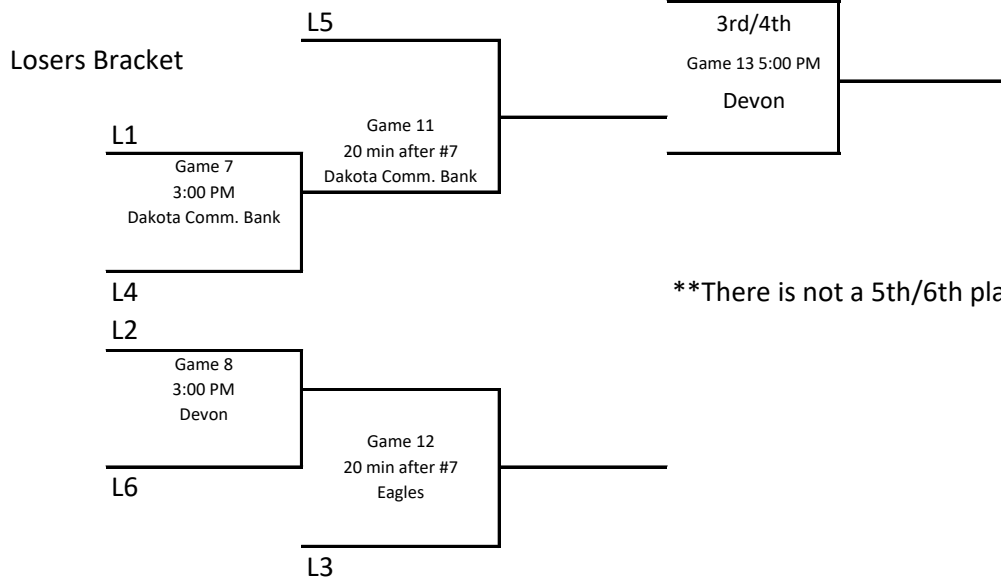 L5
3rd/4th
Game 13 5:00 PM
Devon
Losers Bracket
L1
Game 7
3:00 PM
Dakota Comm. Bank
Game 11
20 min after #7
Dakota Comm. Bank
L4
**There is not a 5th/6th pla
L2
Game 8
3:00 PM
Devon
Game 12
20 min after #7
Eagles
L6
L3